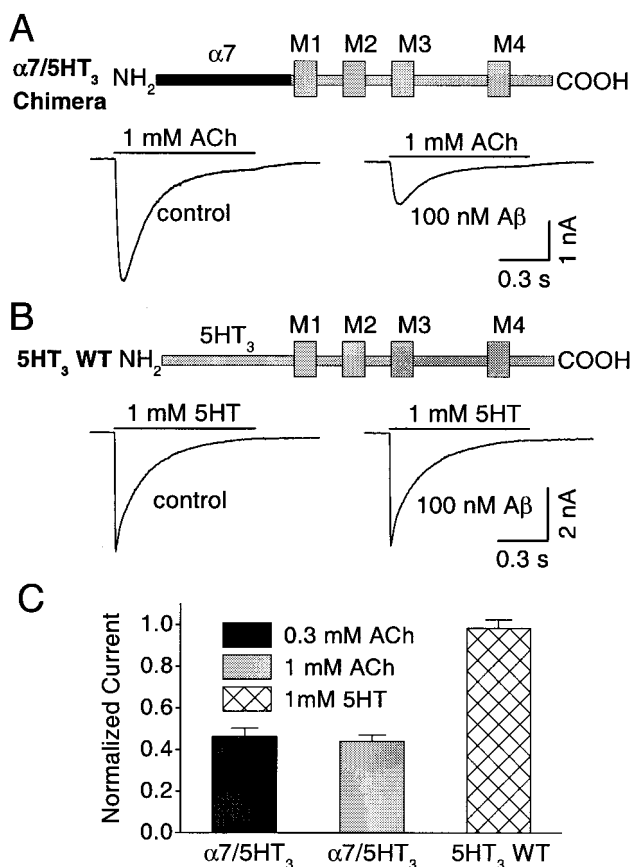 A
M1 M2 M3 M4
α7
α7/5HT₃ NH₂ COOH
Chimera
1 mM ACh 1 mM ACh
control 100 nM Aβ
1 nA
0.3 s
B
M1 M2 M3 M4
5HT₃
5HT₃ WT NH₂ COOH
1 mM 5HT 1 mM 5HT
control 100 nM Aβ
2 nA
0.3 s
C
Normalized Current
1.0
0.8
0.6
0.4
0.2
0.0
0.3 mM ACh
1 mM ACh
1mM 5HT
α7/5HT₃ α7/5HT₃ 5HT₃ WT